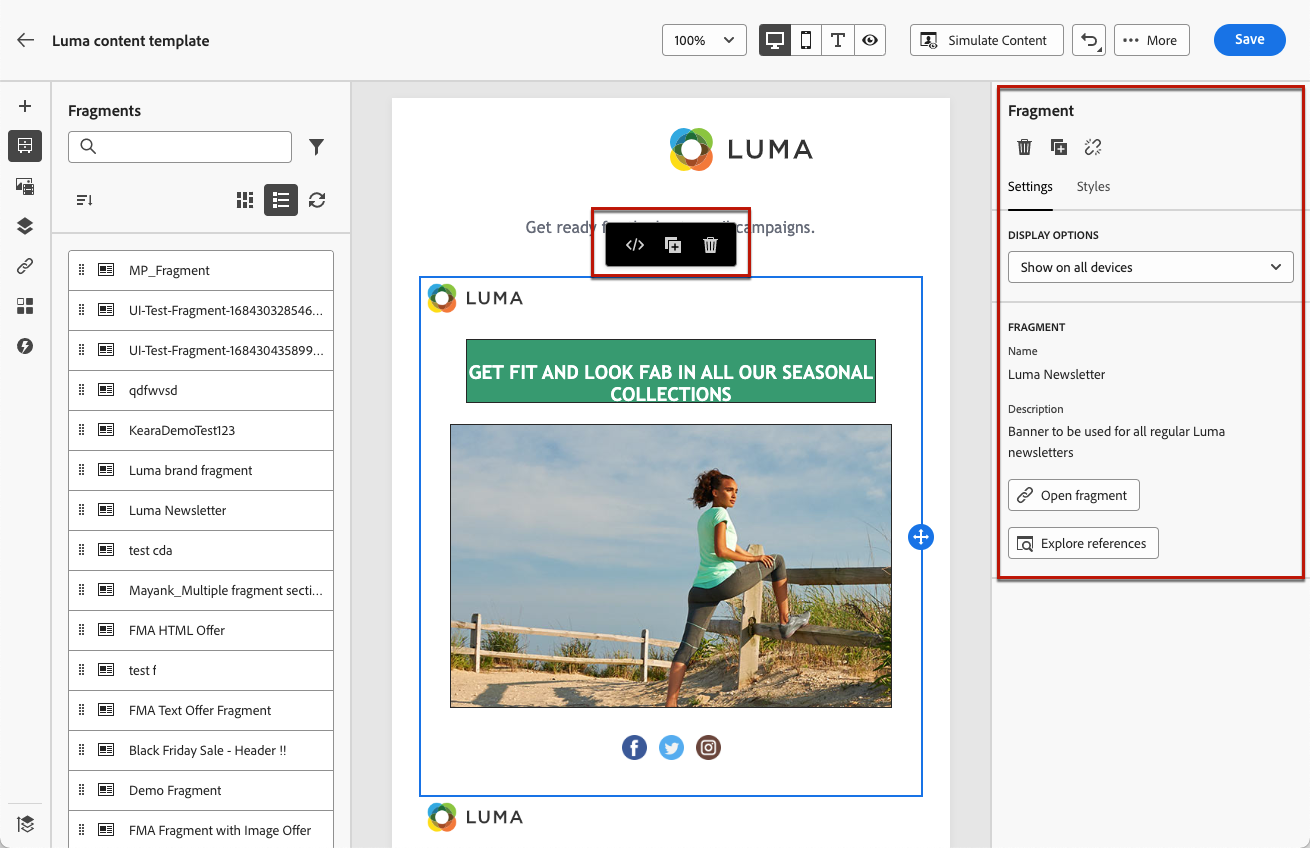 Luma content template
100%
Simulate Content
More
Save
Fragments
MP_Fragment
UI-Test-Fragment-168430328546...
UI-Test-Fragment-168430435899...
qdfwvsd
KearaDemoTest123
Luma brand fragment
Luma Newsletter
test cda
Mayank_Multiple fragment secti...
FMA HTML Offer
test f
FMA Text Offer Fragment
Black Friday Sale - Header !!
Demo Fragment
FMA Fragment with Image Offer
LUMA
Get ready campaigns.
LUMA
GET FIT AND LOOK FAB IN ALL OUR SEASONAL
COLLECTIONS
LUMA
Fragment
Settings
Styles
DISPLAY OPTIONS
Show on all devices
FRAGMENT
Name
Luma Newsletter
Description
Banner to be used for all regular Luma
newsletters
Open fragment
Explore references